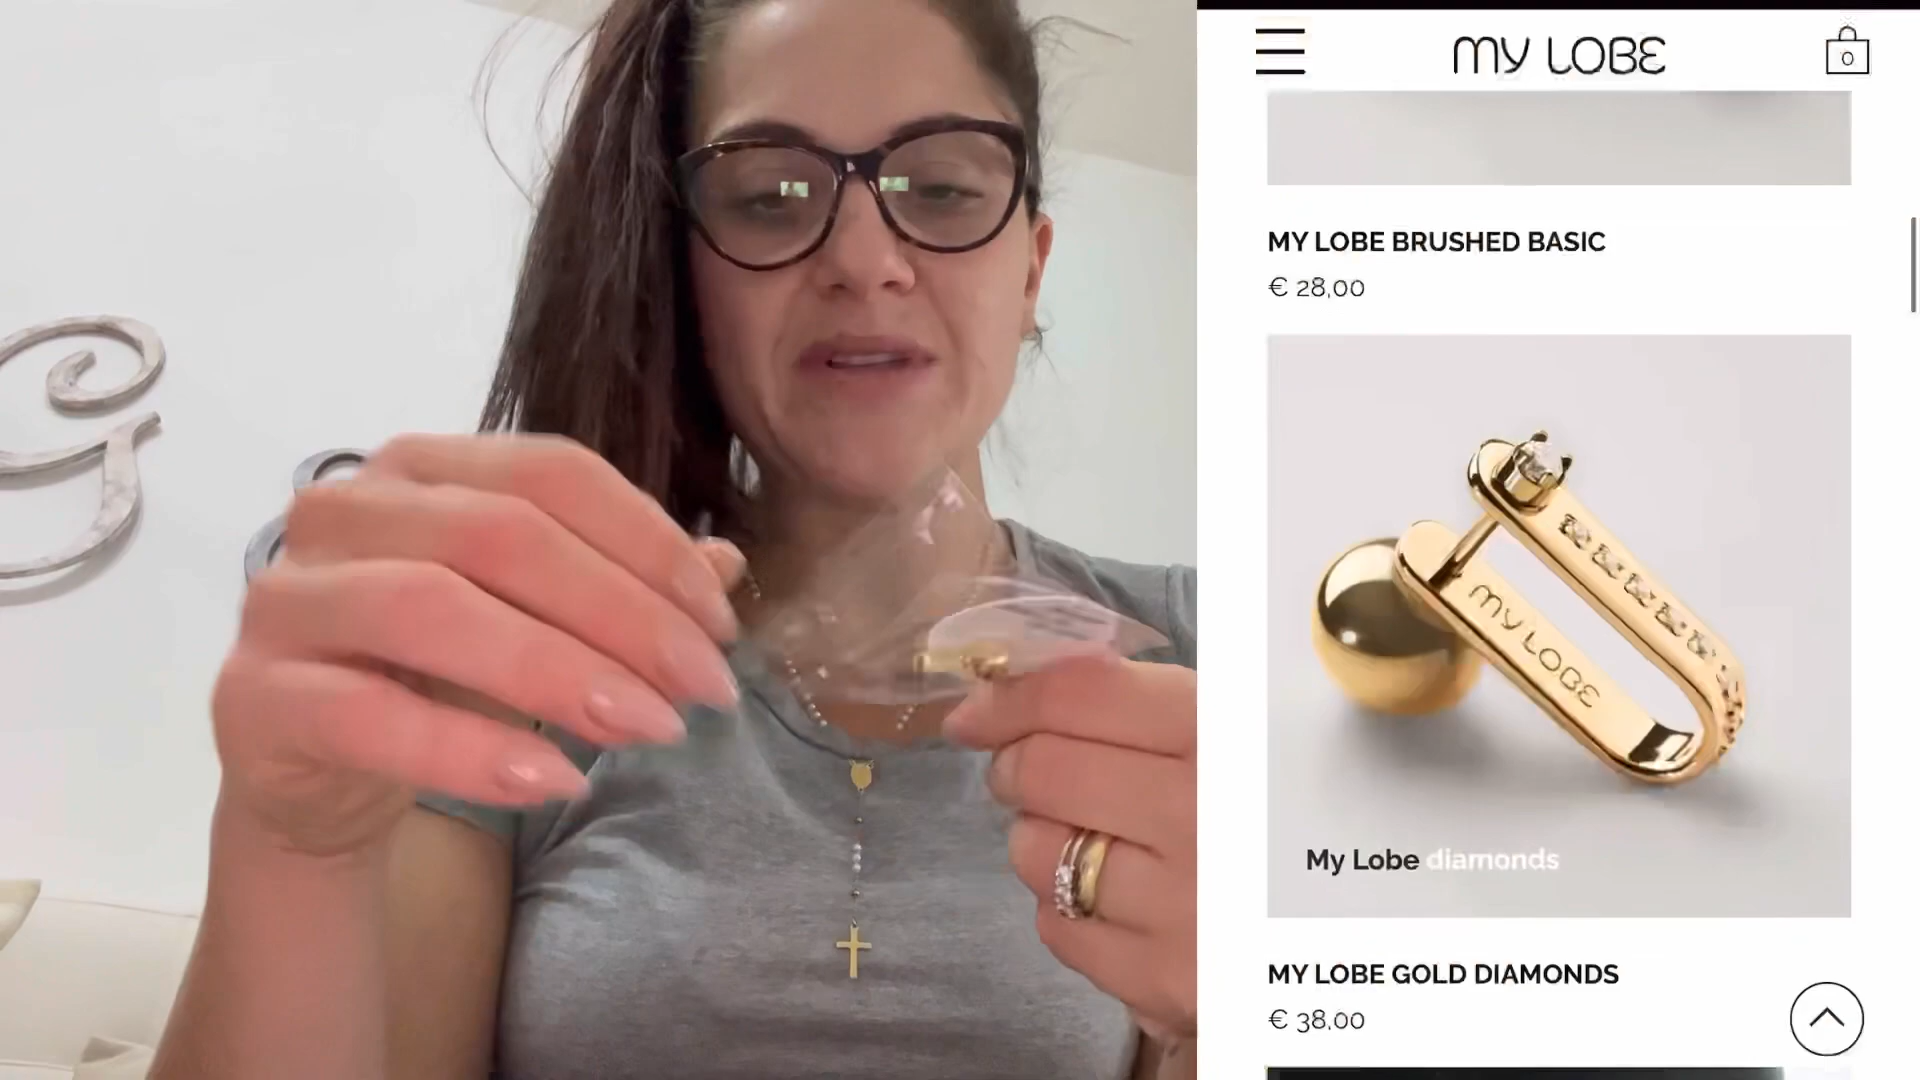 MY LOBE
0
MY LOBE BRUSHED BASIC
€ 28,00
MY LOBE
My Lobe diamonds
MY LOBE GOLD DIAMONDS
€ 38,00
G